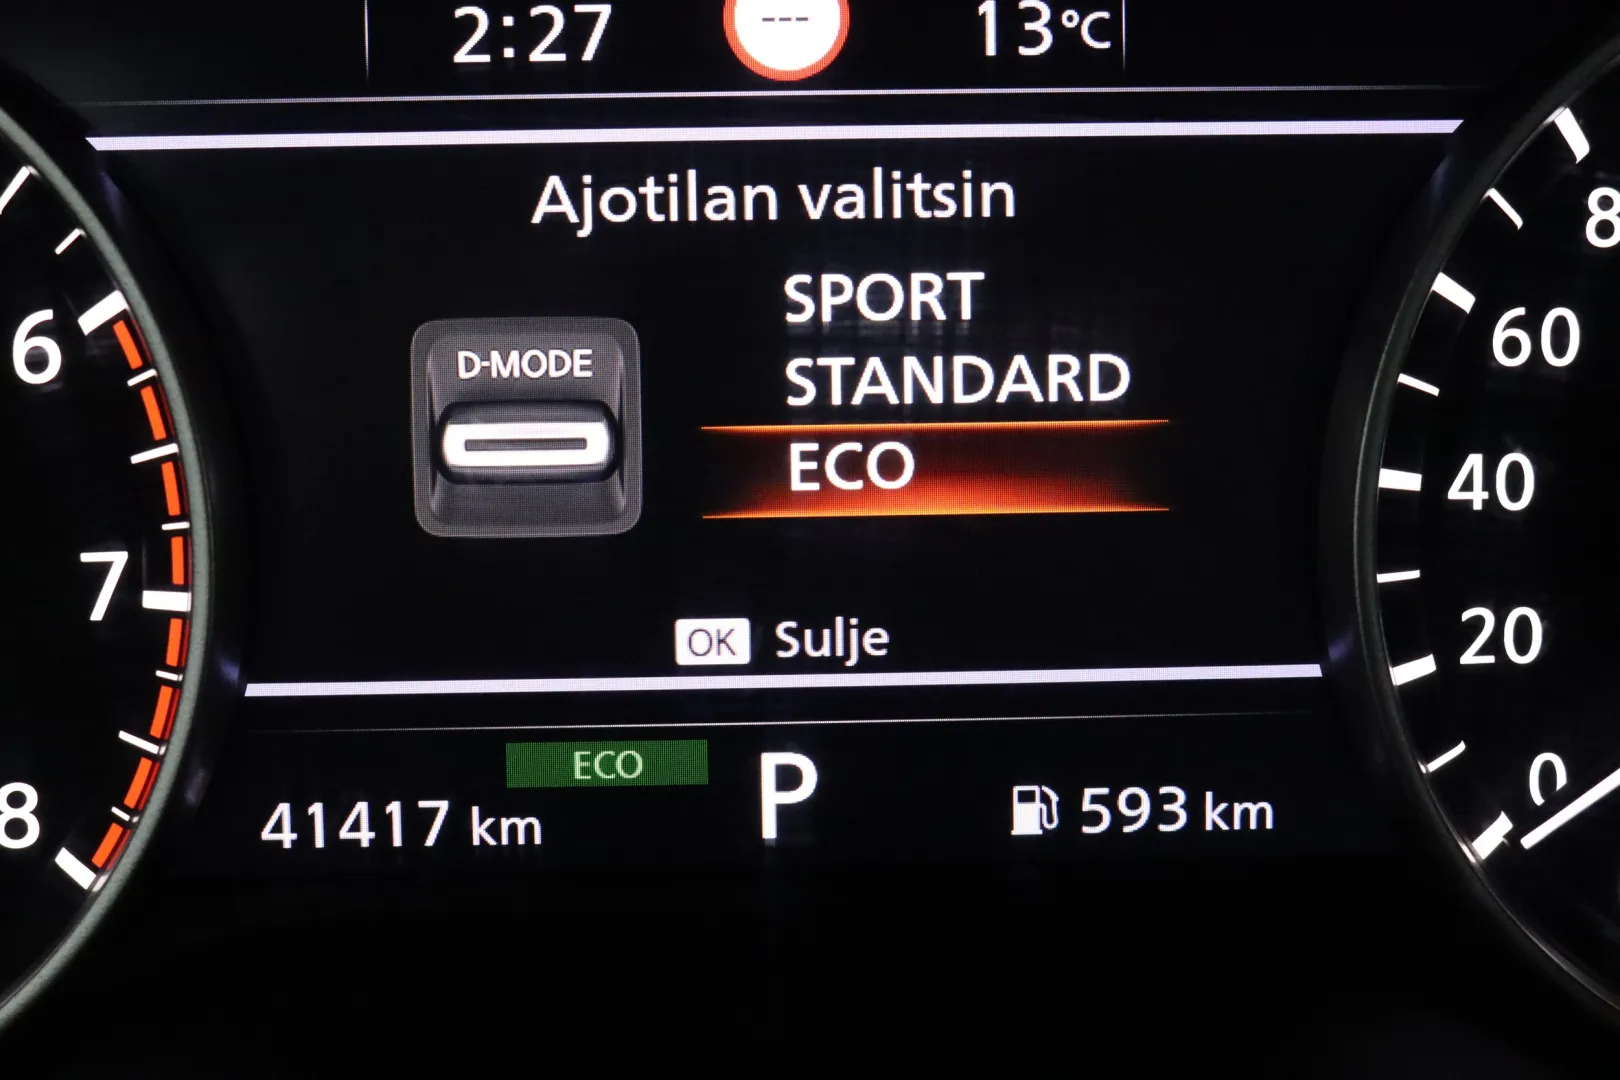 2:27
---
13°C
Ajotilan valitsin
D-MODE
SPORT
STANDARD
ECO
OK Sulje
ECO
P
41417 km
593 km
6
7
8
8
60
40
20
0